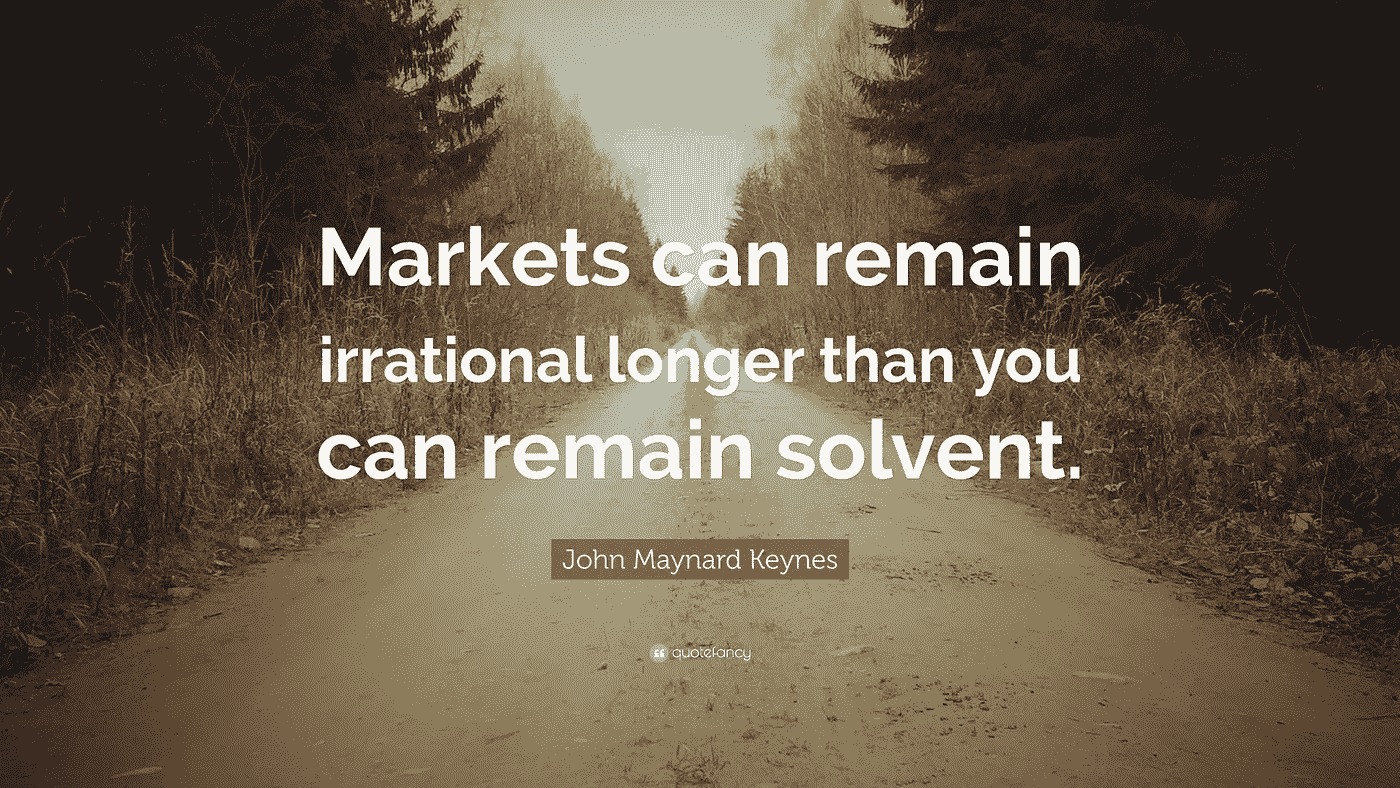 Markets can remain
irrational longer than you
can remain solvent.
John Maynard Keynes
quotefancy